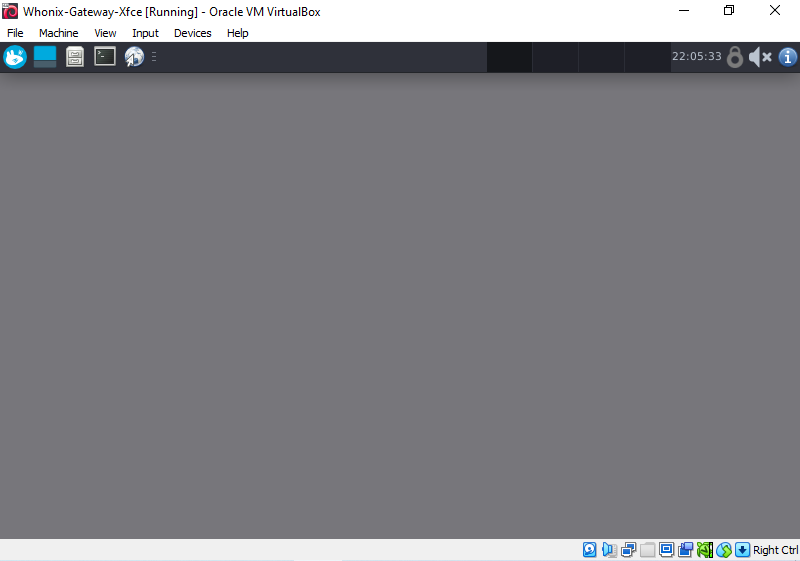 Whonix-Gateway-Xfce [Running] - Oracle VM VirtualBox
File Machine View Input Devices Help
22:05:33
Right Ctrl